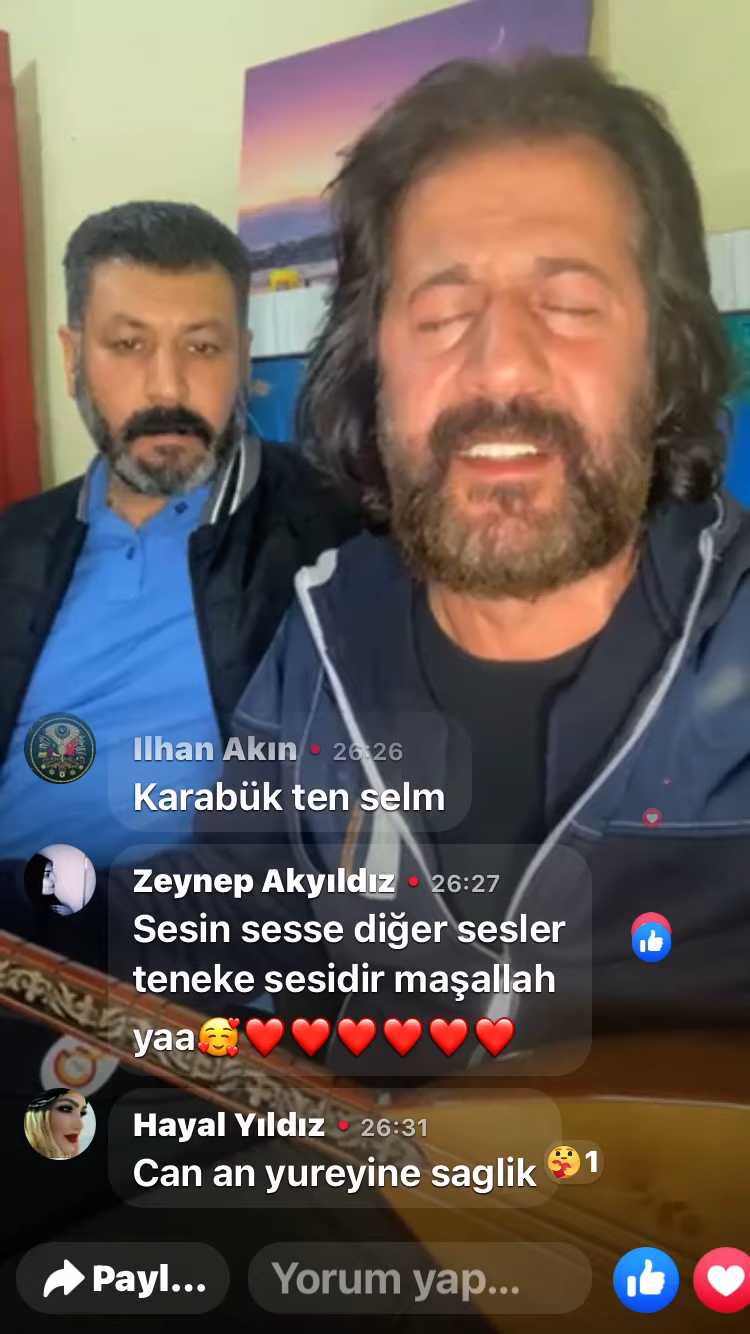 Ilhan Akın • 26:26
Karabük ten selm
Zeynep Akyıldız • 26:27
Sesin sesse diğer sesler
teneke sesidir maşallah
yaa🥰❤️❤️❤️❤️❤️❤️
Hayal Yıldız • 26:31
Can an yureyine saglik
🤗1
Payl...
Yorum yap...